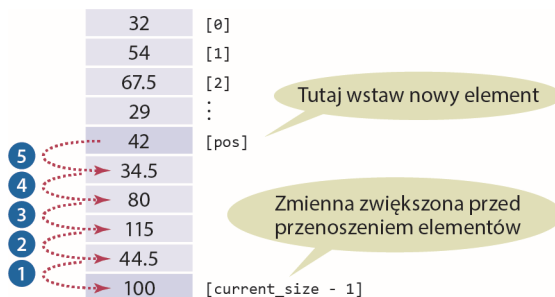 32 [0]
54 [1]
67.5 [2]
29 ⋮
Tutaj wstaw nowy element
42 [pos]
5
34.5
4
80
3
115
2
44.5
1
100 [current_size - 1]
Zmienna zwiększona przed
przenoszeniem elementów